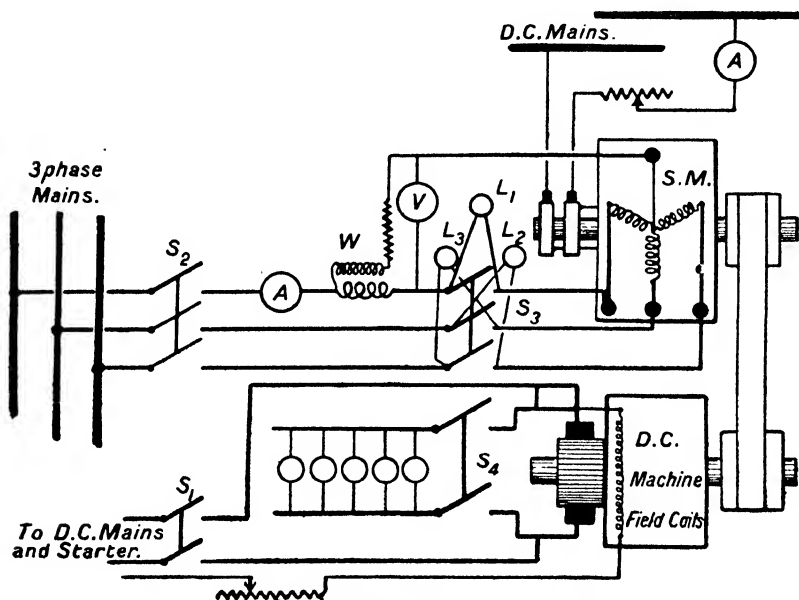 D.C. Mains.
A
3 phase
Mains.
S.M.
V
L1
L3
L2
W
S2
A
S3
D.C.
Machine
Field Coils
S4
S1
To D.C. Mains
and Starter.